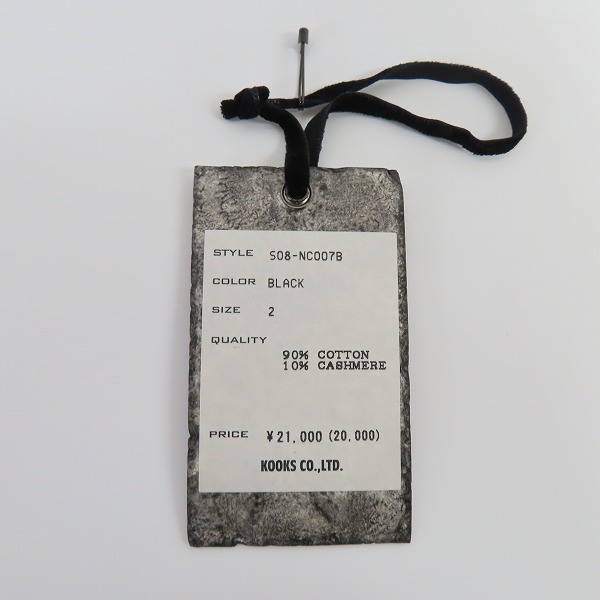 STYLE S08-NC007B
COLOR BLACK
SIZE 2
QUALITY
90% COTTON
10% CASHMERE
PRICE ¥21,000 (20,000)
KOOKS CO.,LTD.